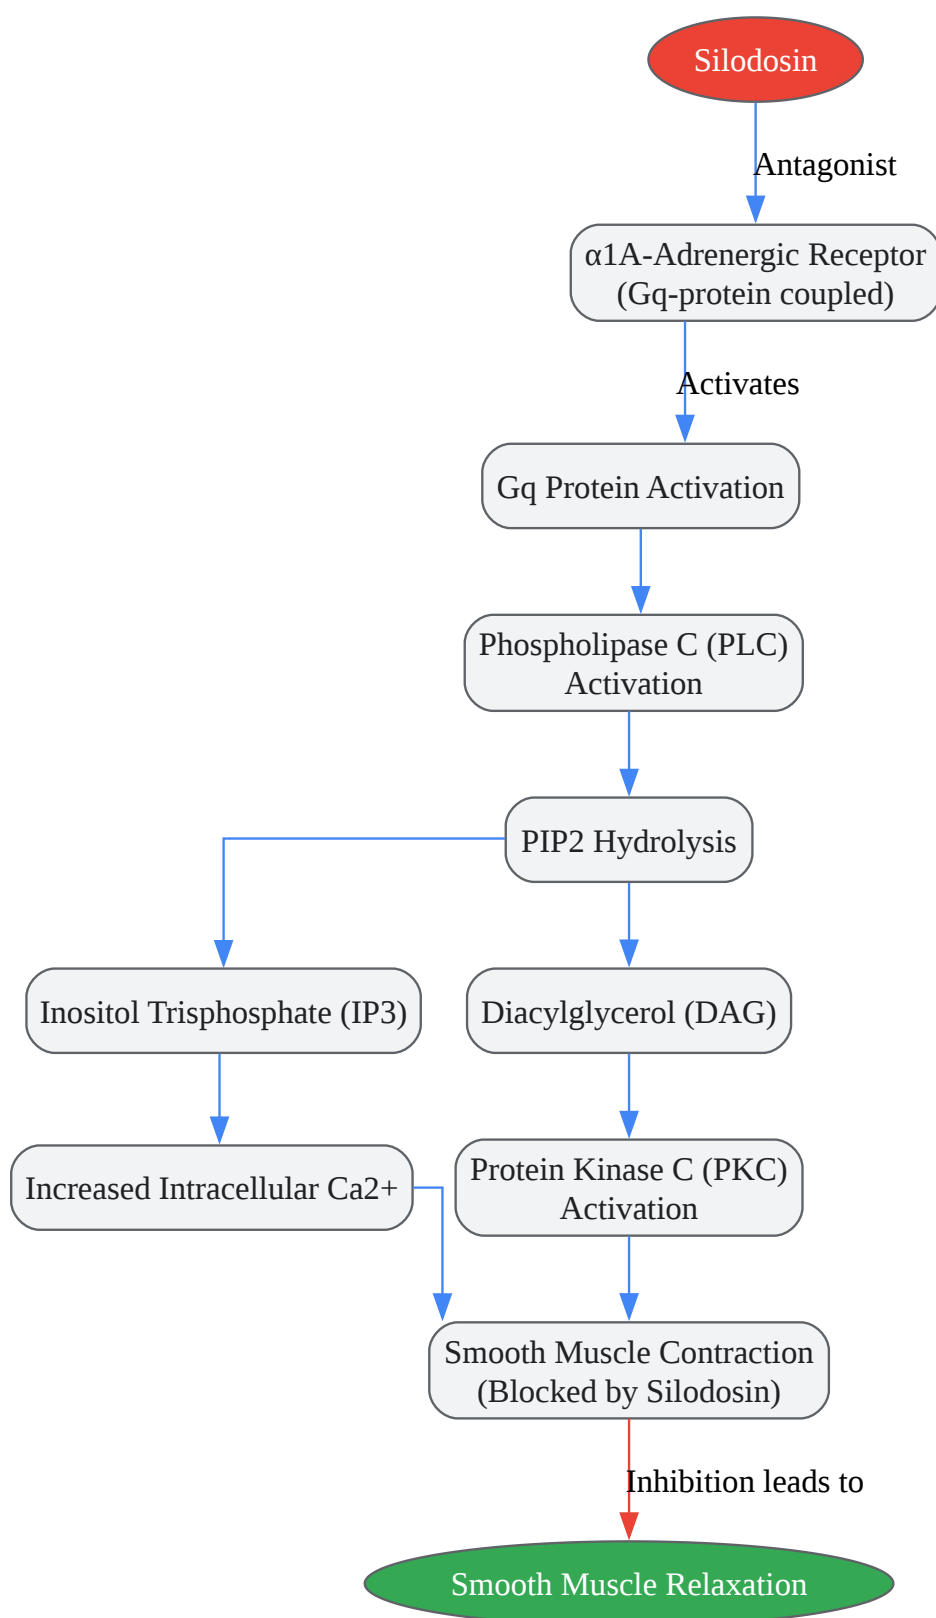 Silodosin
Antagonist
α1A-Adrenergic Receptor
(Gq-protein coupled)
Activates
Gq Protein Activation
Phospholipase C (PLC)
Activation
PIP2 Hydrolysis
Inositol Trisphosphate (IP3)
Diacylglycerol (DAG)
Increased Intracellular Ca2+
Protein Kinase C (PKC)
Activation
Smooth Muscle Contraction
(Blocked by Silodosin)
Inhibition leads to
Smooth Muscle Relaxation